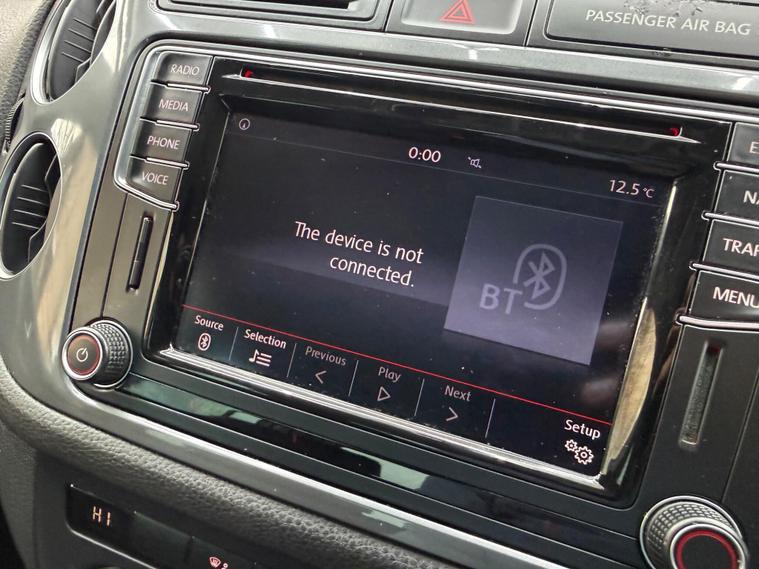 PASSENGER AIR BAG
RADIO
MEDIA
PHONE
VOICE
0:00
12.5°C
The device is not
connected.
BT
Source
Selection
Previous
Play
Next
Setup
MENU
HI